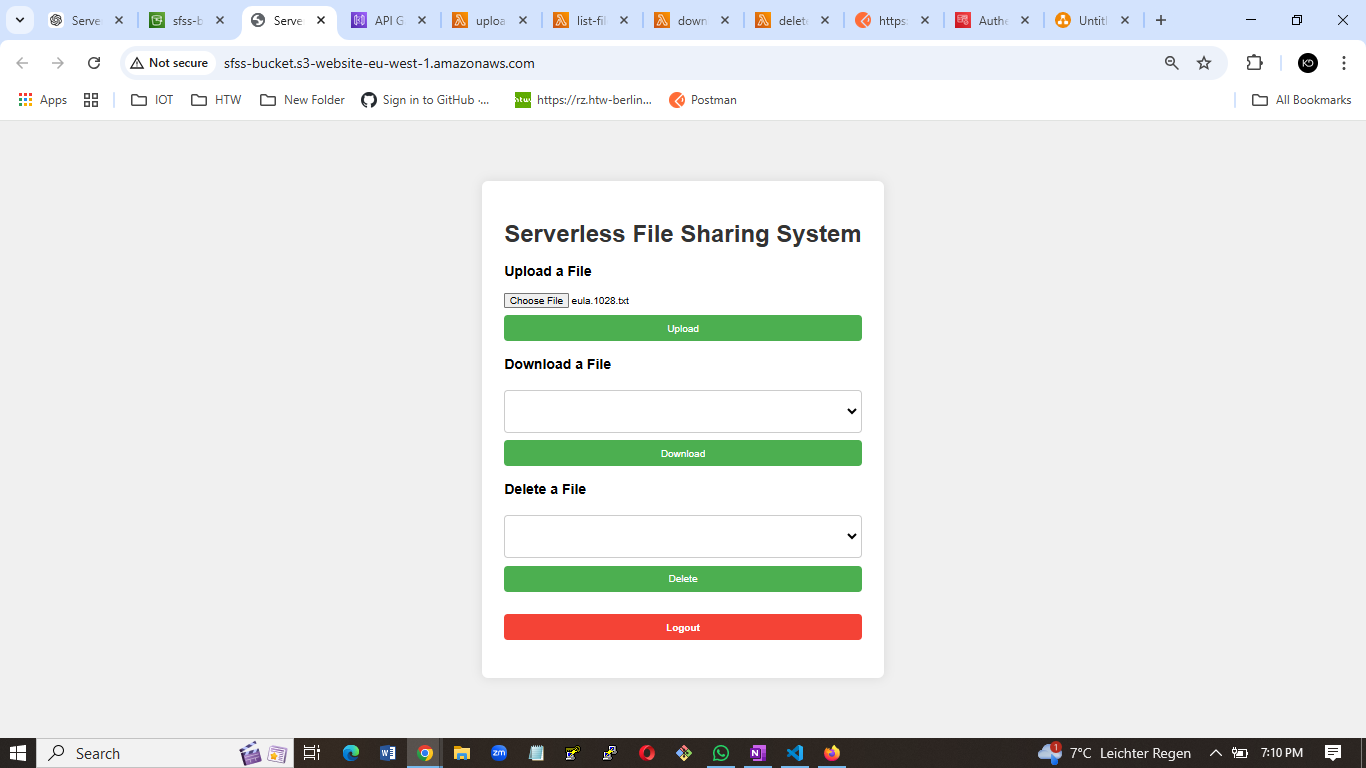 Serve
sfss-b
Serve
API G
uploa
list-fil
down
delet
https:
Authe
Untitl
Not secure
sfss-bucket.s3-website-eu-west-1.amazonaws.com
Apps
IOT
HTW
New Folder
Sign in to GitHub ·...
https://rz.htw-berlin...
Postman
All Bookmarks
Serverless File Sharing System
Upload a File
Choose File eula.1028.txt
Upload
Download a File
Download
Delete a File
Delete
Logout
Search
1
7°C Leichter Regen
7:10 PM